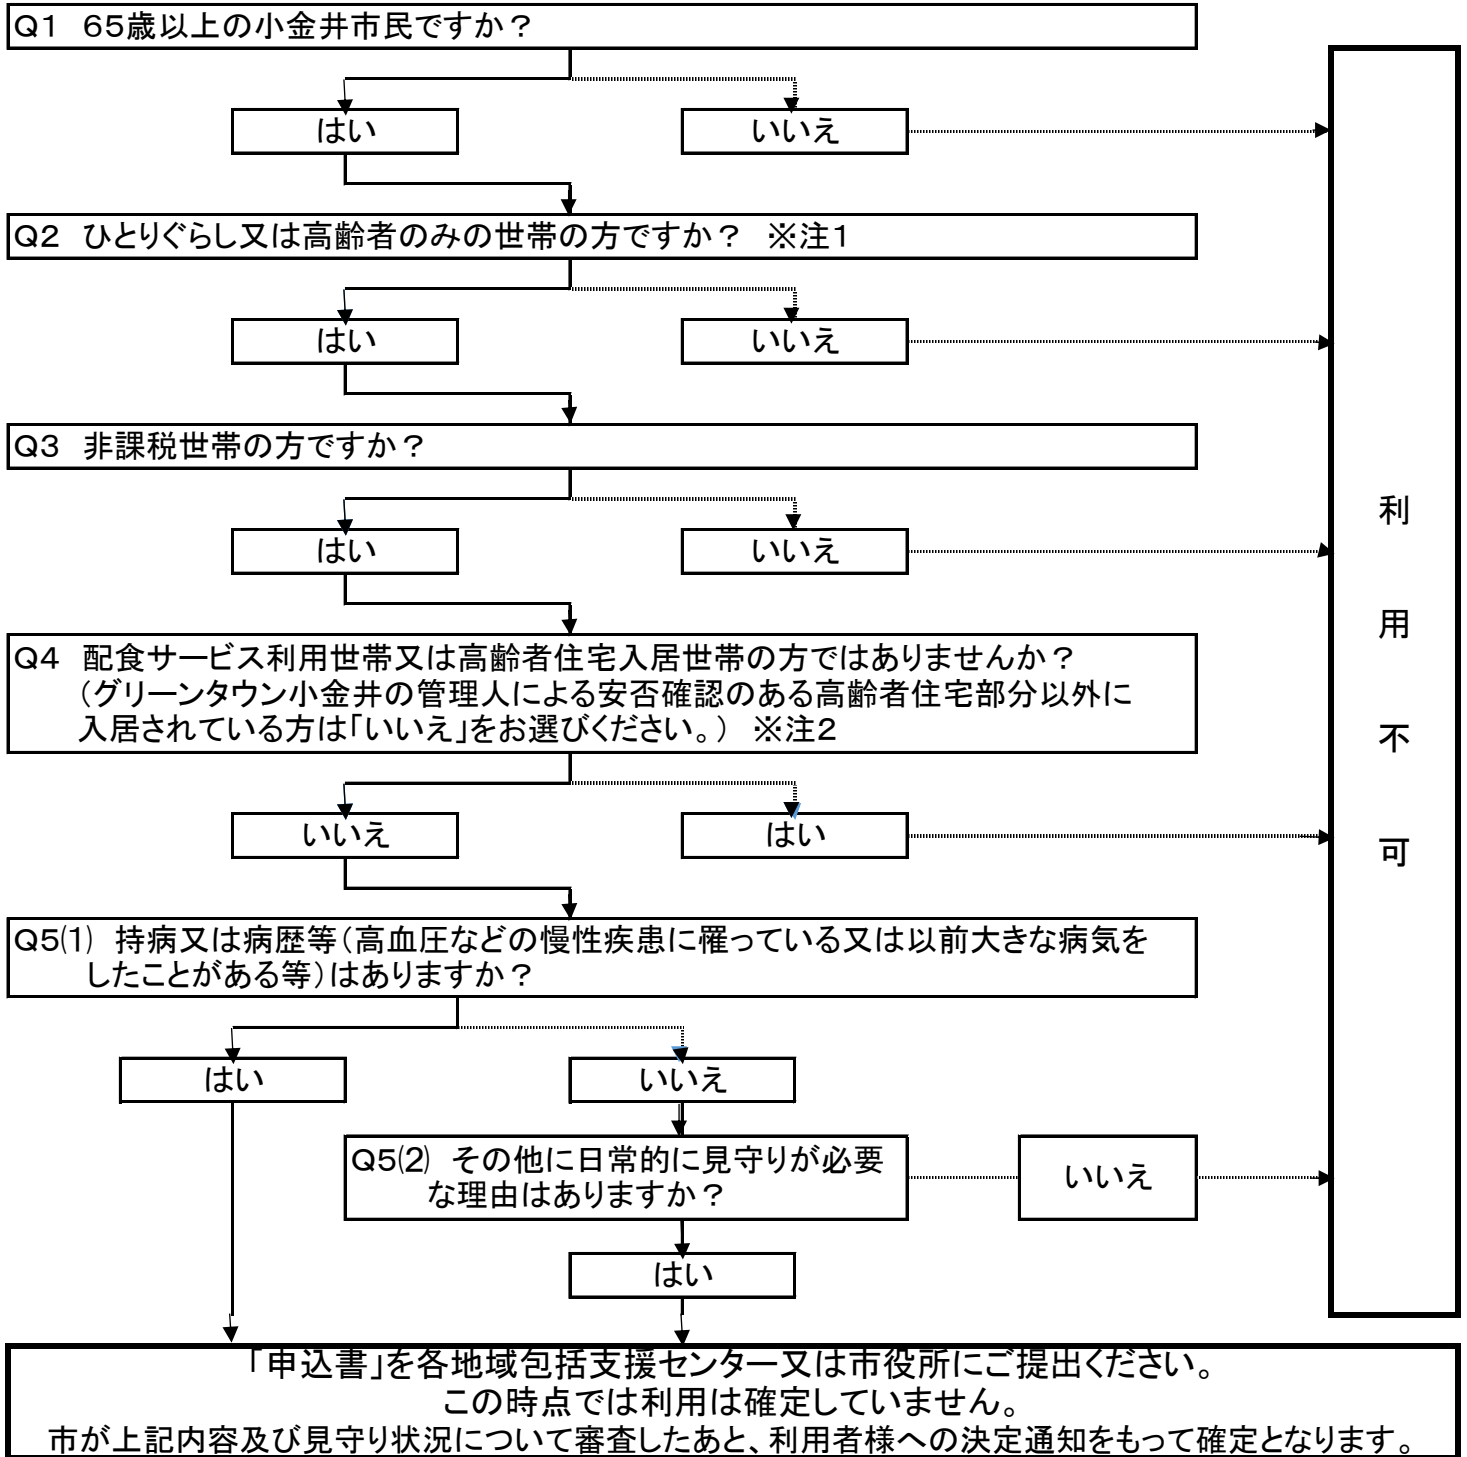 Q1　65歳以上の小金井市民ですか？
はい
いいえ
Q2　ひとりぐらし又は高齢者のみの世帯の方ですか？　※注1
はい
いいえ
Q3　非課税世帯の方ですか？
はい
いいえ
Q4　配食サービス利用世帯又は高齢者住宅入居世帯の方ではありませんか？
（グリーンタウン小金井の管理人による安否確認のある高齢者住宅部分以外に
入居されている方は「いいえ」をお選びください。）　※注2
いいえ
はい
Q5⑴　持病又は病歴等（高血圧などの慢性疾患に罹っている又は以前大きな病気を
したことがある等）はありますか？
はい
いいえ
Q5⑵　その他に日常的に見守りが必要
な理由はありますか？
いいえ
はい
利用不可
「申込書」を各地域包括支援センター又は市役所にご提出ください。
この時点では利用は確定していません。
市が上記内容及び見守り状況について審査したあと、利用者様への決定通知をもって確定となります。